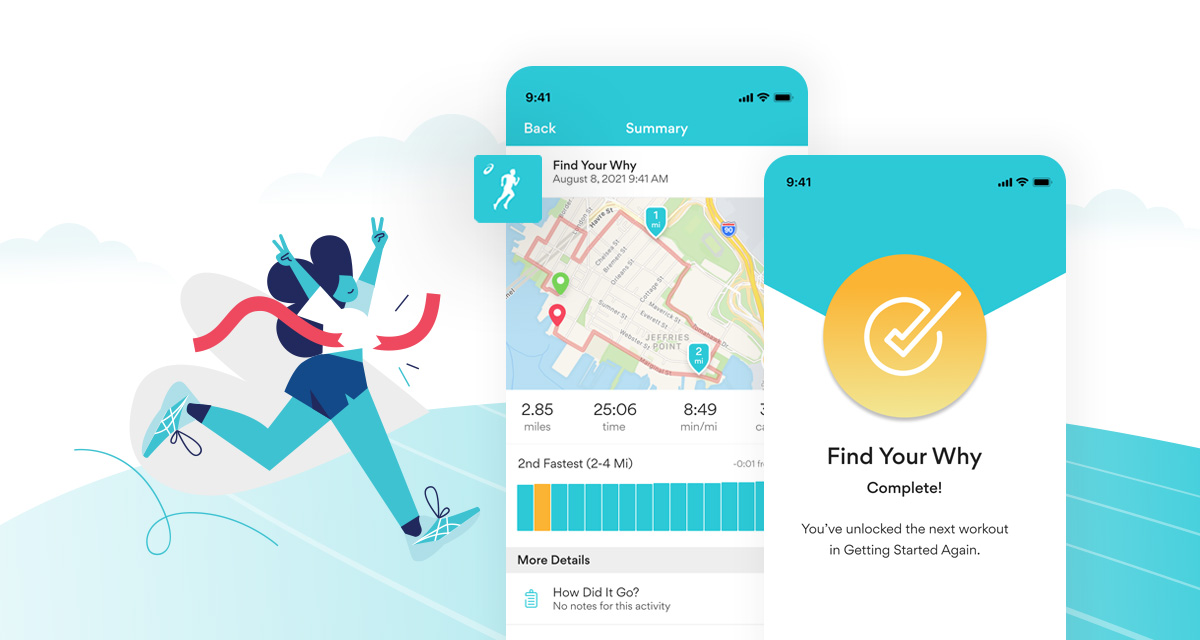 9:41
Back
Summary
Find Your Why
August 8, 2021 9:41 AM
Havre St
London St
1
mi
90
Chelsea St
Bremen St
Orleans St
Cottage St
Maverick St
Everett St
Sumner St
Webster St
JEFFRIES
POINT
Marginal St
2
mi
2.85
miles
25:06
time
8:49
min/mi
2nd Fastest (2-4 Mi)
-0:01
More Details
How Did It Go?
No notes for this activity
9:41
Find Your Why
Complete!
You’ve unlocked the next workout
in Getting Started Again.